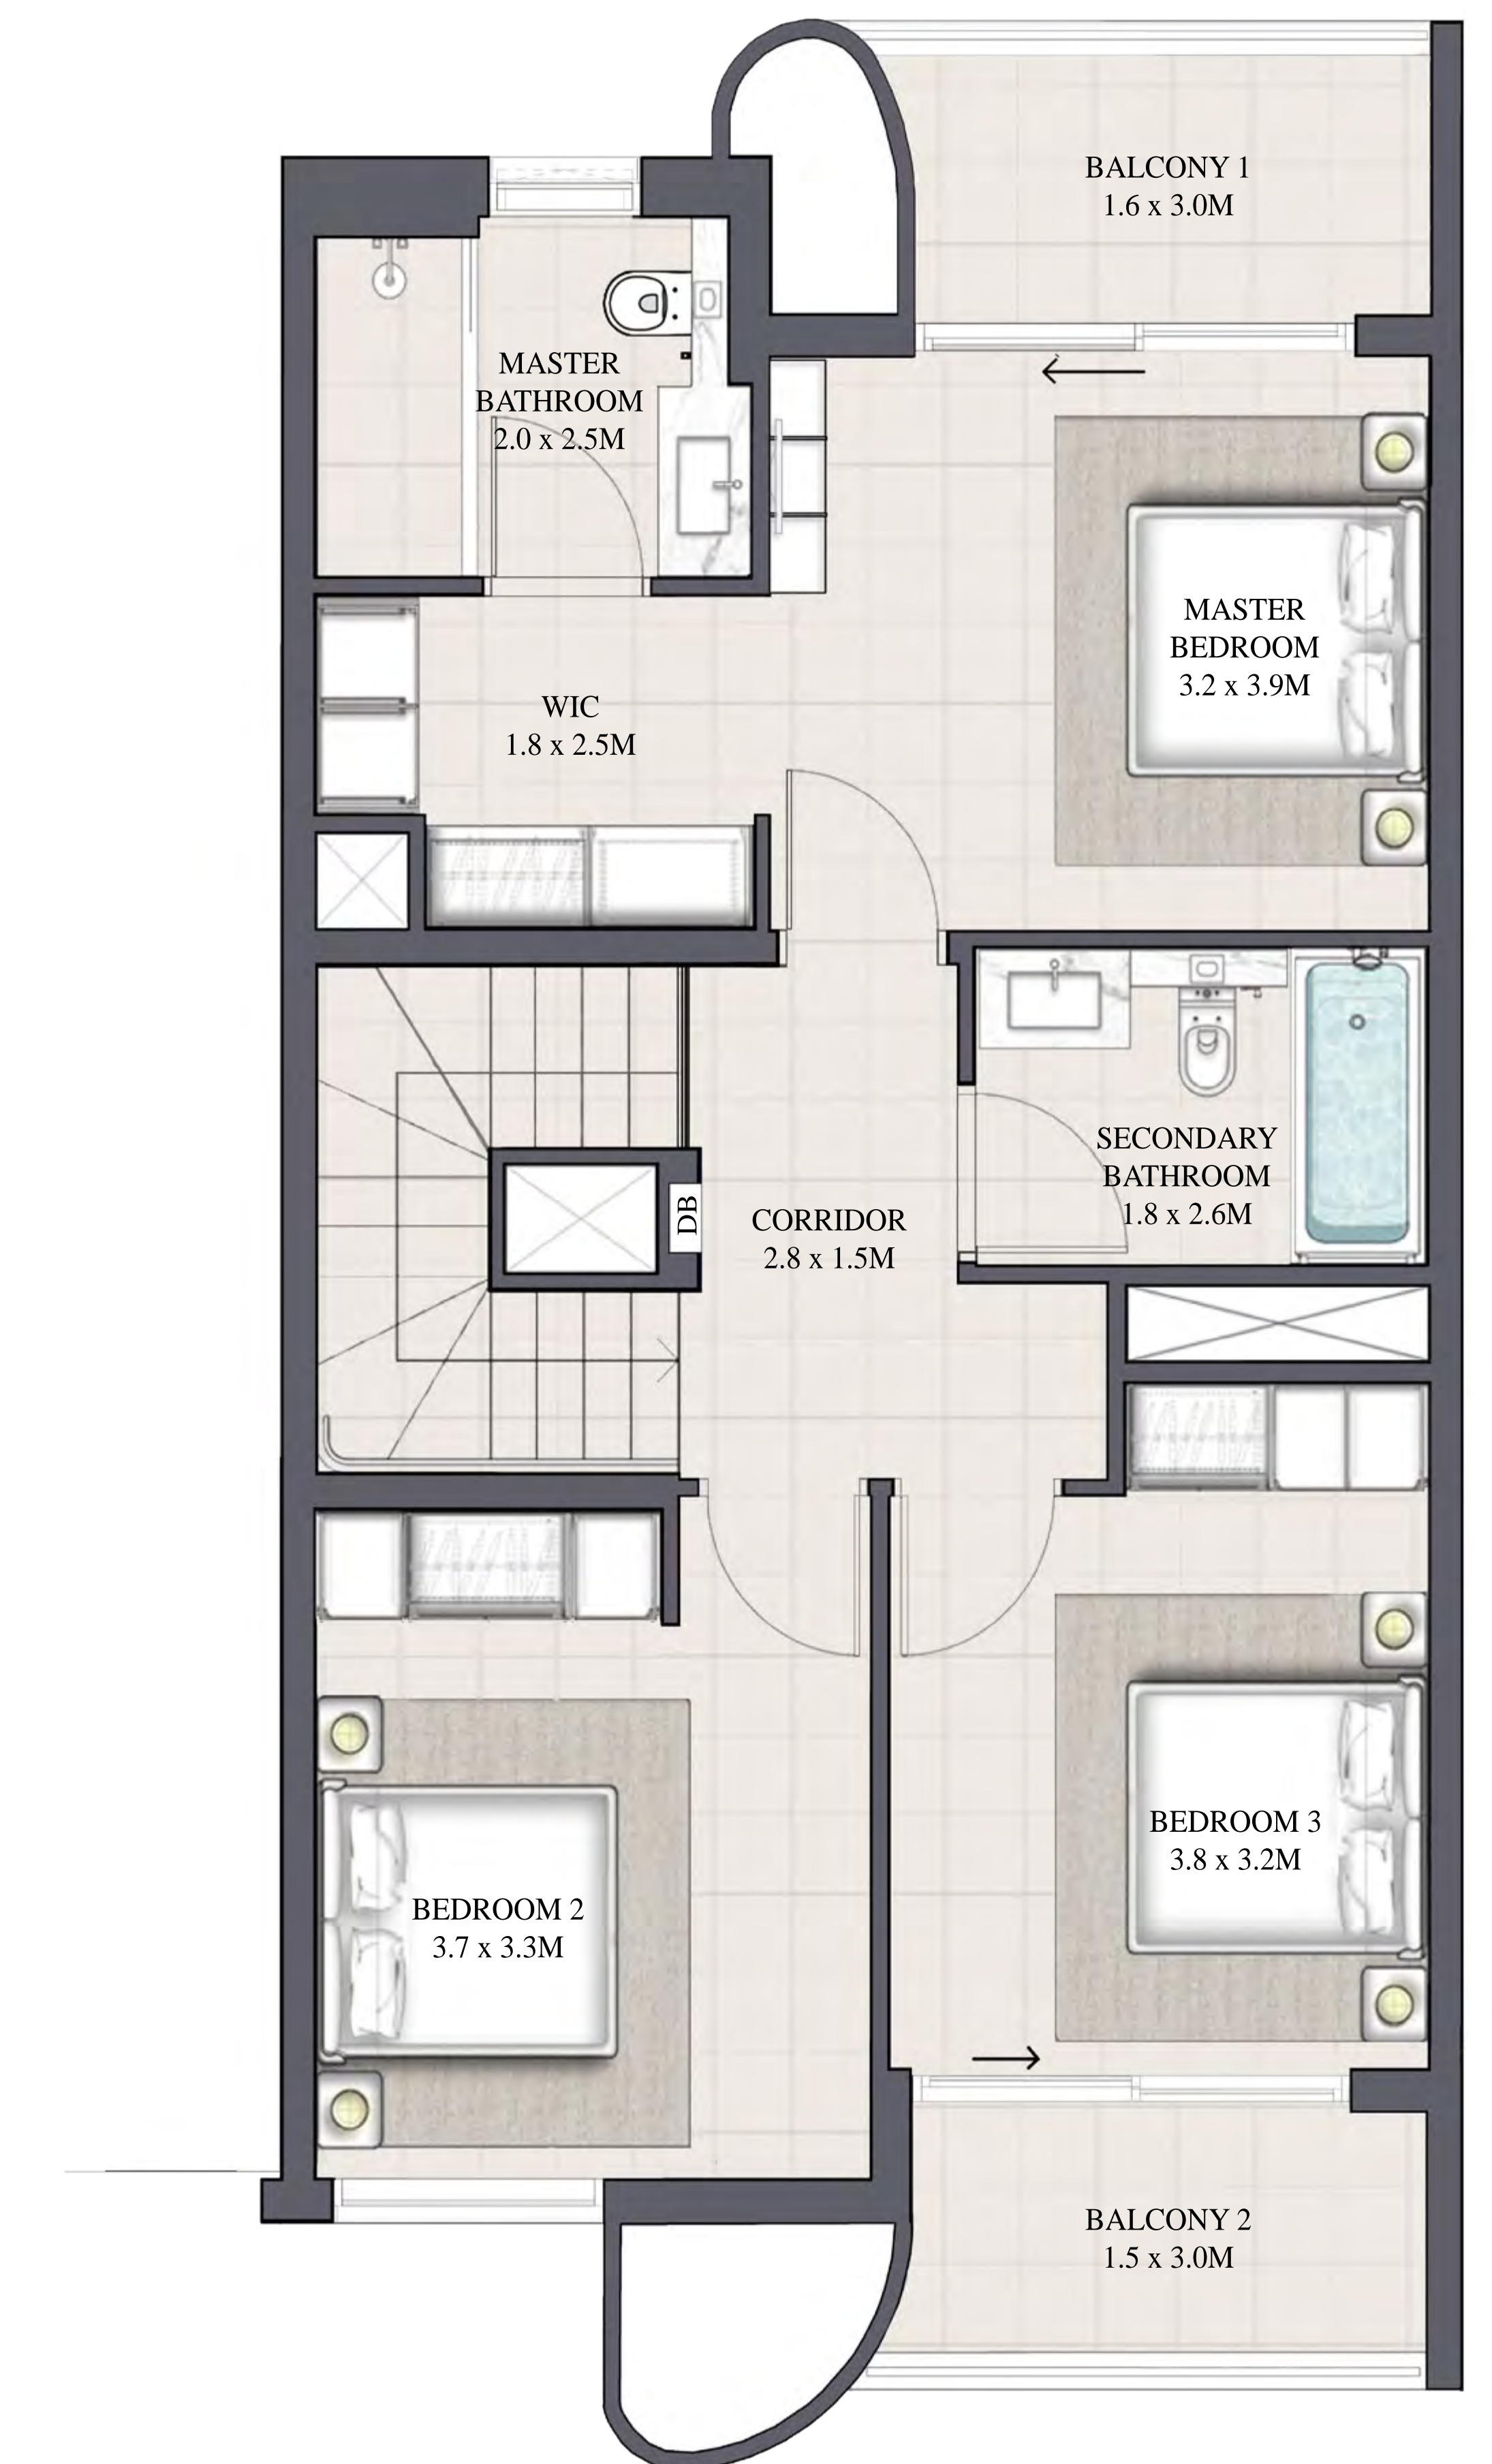 BALCONY 1
1.6 x 3.0M
MASTER
BATHROOM
2.0 x 2.5M
MASTER
BEDROOM
3.2 x 3.9M
WIC
1.8 x 2.5M
SECONDARY
BATHROOM
1.8 x 2.6M
DB
CORRIDOR
2.8 x 1.5M
BEDROOM 3
3.8 x 3.2M
BEDROOM 2
3.7 x 3.3M
BALCONY 2
1.5 x 3.0M